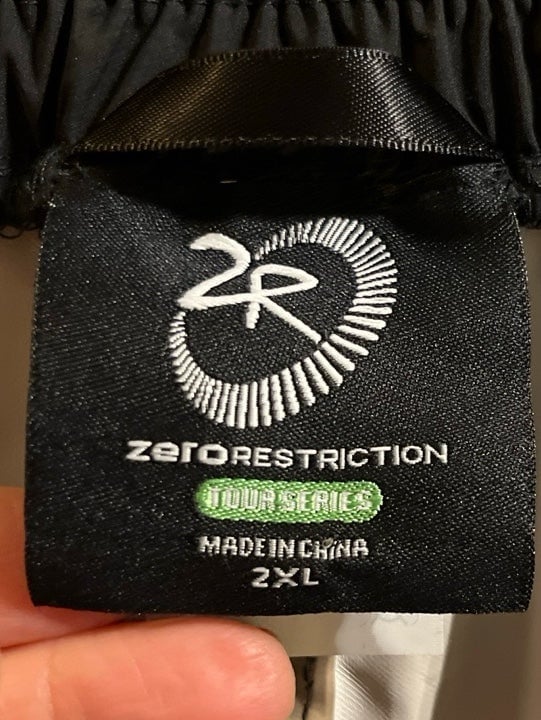 ZR
zeroRESTRICTION
TOUR SERIES
MADE IN CHINA
2XL